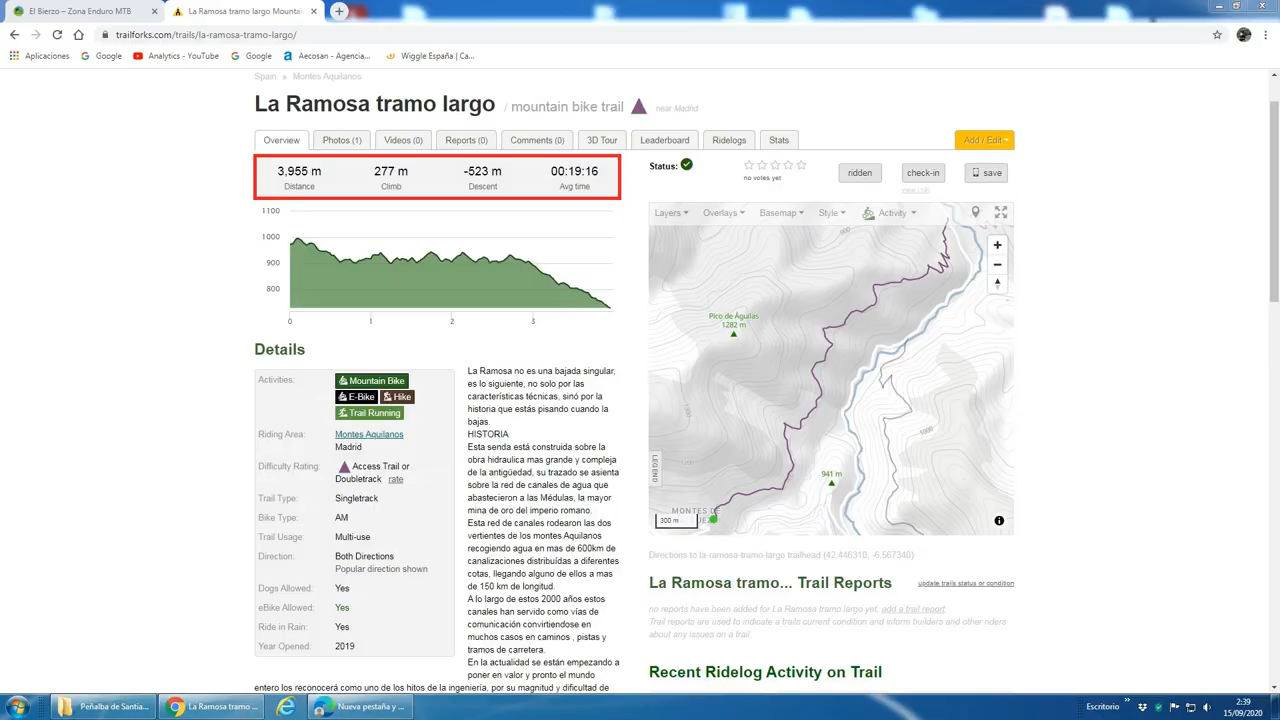 El Bierzo – Zona Enduro MTB
La Ramosa tramo largo Mountai
trailforks.com/trails/la-ramosa-tramo-largo/
Aplicaciones Google Analytics - YouTube Google Aecosan - Agencia... Wiggle España | Ca...
Spain » Montes Aquilanos
La Ramosa tramo largo / mountain bike trail near Madrid
Overview Photos (1) Videos (0) Reports (0) Comments (0) 3D Tour Leaderboard Ridelogs Stats Add / Edit
3,955 m 277 m -523 m 00:19:16
Distance Climb Descent Avg time
Status:
no votes yet
ridden check-in save
1100
1000
900
800
0 1 2 3
Layers Overlays Basemap Style Activity
Pico de Águilas
1282 m
600
1000
941 m
LEGEND
MONTES DE
300 m
Directions to la-ramosa-tramo-largo trailhead (42.446310, -6.567340)
Details
Activities: Mountain Bike
E-Bike Hike
Trail Running
Riding Area: Montes Aquilanos
Madrid
Difficulty Rating: Access Trail or
Doubletrack rate
Trail Type: Singletrack
Bike Type: AM
Trail Usage: Multi-use
Direction: Both Directions
Popular direction shown
Dogs Allowed: Yes
eBike Allowed: Yes
Ride in Rain: Yes
Year Opened: 2019
La Ramosa no es una bajada singular,
es lo siguiente, no solo por las
características técnicas, sinó por la
historia que estás pisando cuando la
bajas.
HISTORIA
Esta senda está construida sobre la
obra hidraulica mas grande y compleja
de la antigüedad, su trazado se asienta
sobre la red de canales de agua que
abastecieron a las Médulas, la mayor
mina de oro del imperio romano.
Esta red de canales rodearon las dos
vertientes de los montes Aquilanos
recogiendo agua en mas de 600km de
canalizaciones distribuídas a diferentes
cotas, llegando alguno de ellos a mas
de 150 km de longitud.
A lo largo de estos 2000 años estos
canales han servido como vías de
comunicación convirtiendose en
muchos casos en caminos , pistas y
tramos de carretera.
En la actualidad se están empezando a
poner en valor y pronto el mundo
entero los reconocerá como uno de los hitos de la ingeniería, por su magnitud y dificultad de
La Ramosa tramo... Trail Reports update trails status or condition
no reports have been added for La Ramosa tramo largo yet, add a trail report.
Trail reports are used to indicate a trails current condition and inform builders and other riders
about any issues on a trail.
Recent Ridelog Activity on Trail
Peñalba de Santia... La Ramosa tramo ... Nueva pestaña y ... Escritorio
2:39
15/09/2020